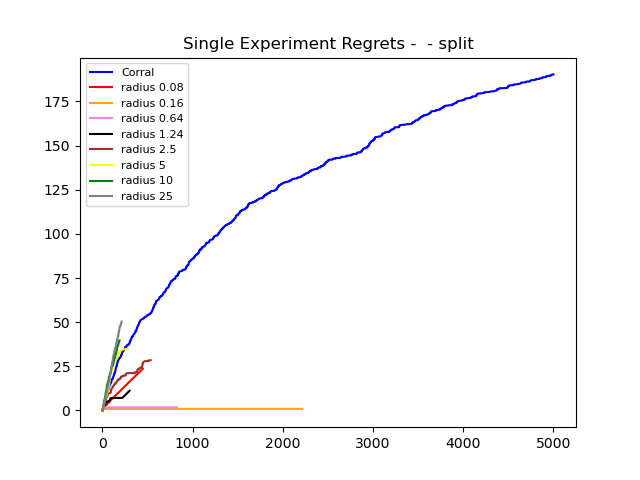 Single Experiment Regrets -  - split
Corral
radius 0.08
radius 0.16
radius 0.64
radius 1.24
radius 2.5
radius 5
radius 10
radius 25
175
150
125
100
75
50
25
0
0 1000 2000 3000 4000 5000